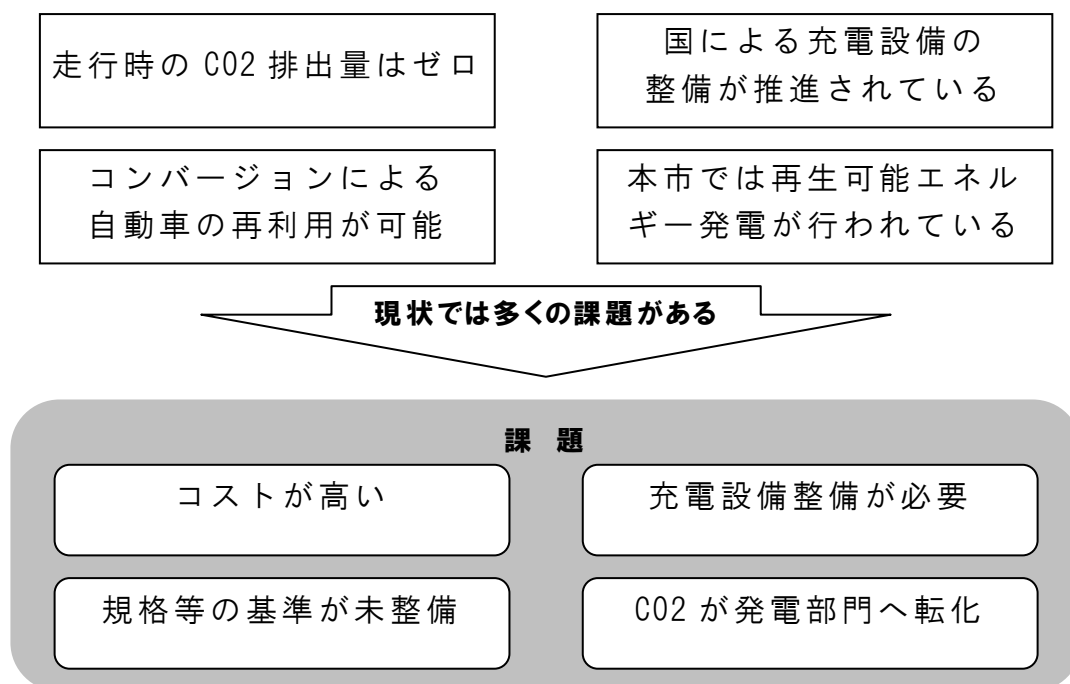 走行時の CO2 排出量はゼロ
国による充電設備の
整備が推進されている
コンバージョンによる
自動車の再利用が可能
本市では再生可能エネル
ギー発電が行われている
現状では多くの課題がある
課 題
コストが高い
充電設備整備が必要
規格等の基準が未整備
CO2 が発電部門へ転化